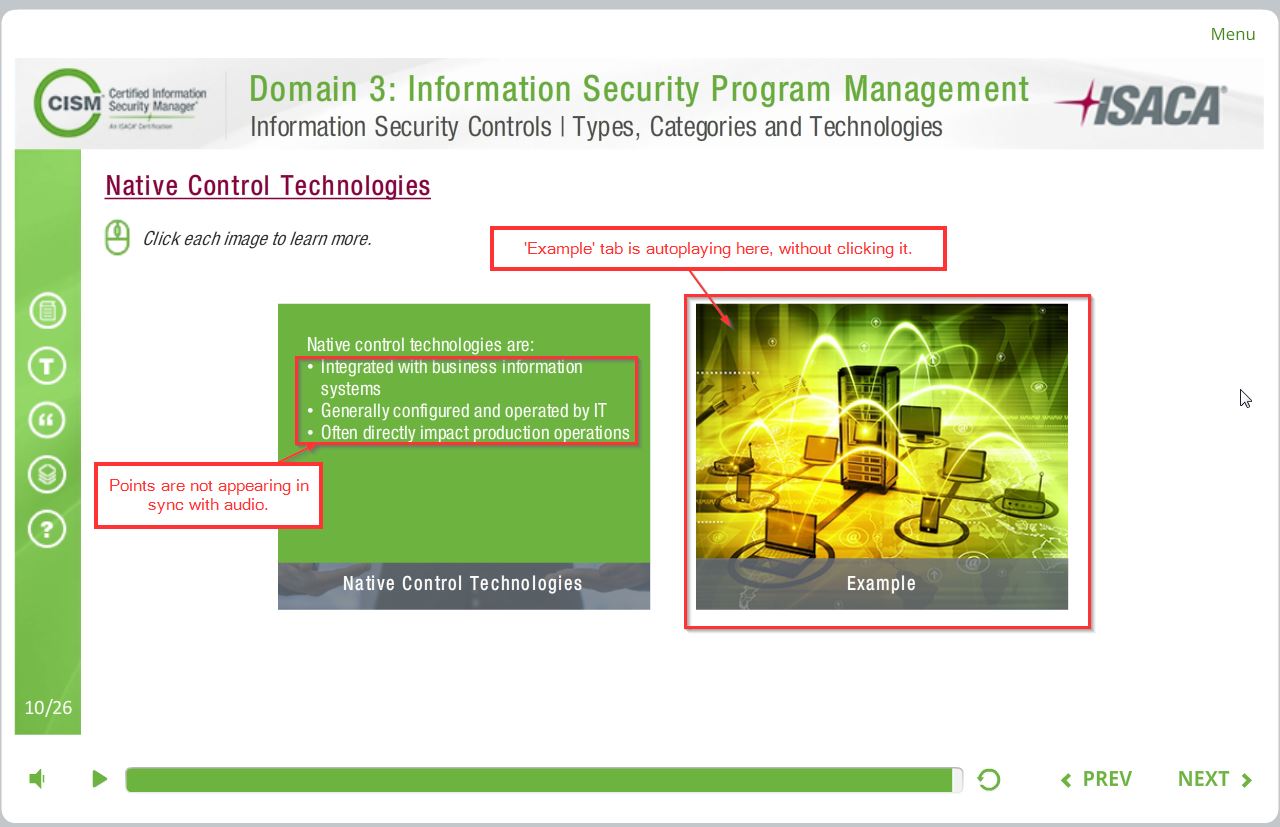 Menu
CISM
Certified Information
Security Manager®
An ISACA® Certification
Domain 3: Information Security Program Management
Information Security Controls | Types, Categories and Technologies
ISACA®
Native Control Technologies
Click each image to learn more.
'Example' tab is autoplaying here, without clicking it.
Native control technologies are:
• Integrated with business information
systems
• Generally configured and operated by IT
• Often directly impact production operations
Points are not appearing in
sync with audio.
Native Control Technologies
Example
T
“
?
10/26
PREV
NEXT